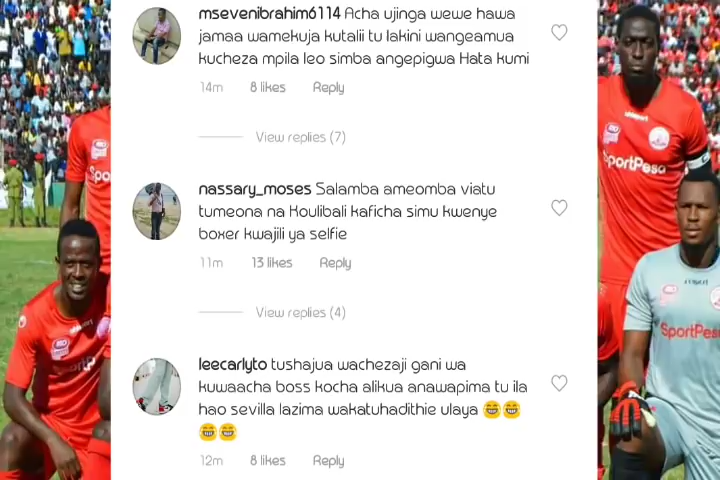 msevenibrahim6114 Acha ujinga wewe hawa
jamaa wamekuja kutalii tu lakini wangeamua
kucheza mpila leo simba angepigwa Hata kumi
14m 8 likes Reply
View replies (7)
nassary_moses Salamba ameomba viatu
tumeona na Koulibali kaficha simu kwenye
boxer kwajili ya selfie
11m 13 likes Reply
View replies (4)
leecarlyto tushajua wachezaji gani wa
kuwaacha boss kocha alikua anawapima tu ila
hao sevilla lazima wakatuhadithie ulaya 😂😂
😂😂
12m 8 likes Reply
uhlsport
SportPesa
SportPesa